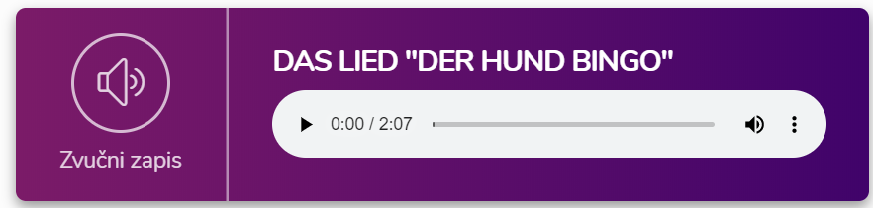 Zvučni zapis
DAS LIED "DER HUND BINGO"
0:00 / 2:07